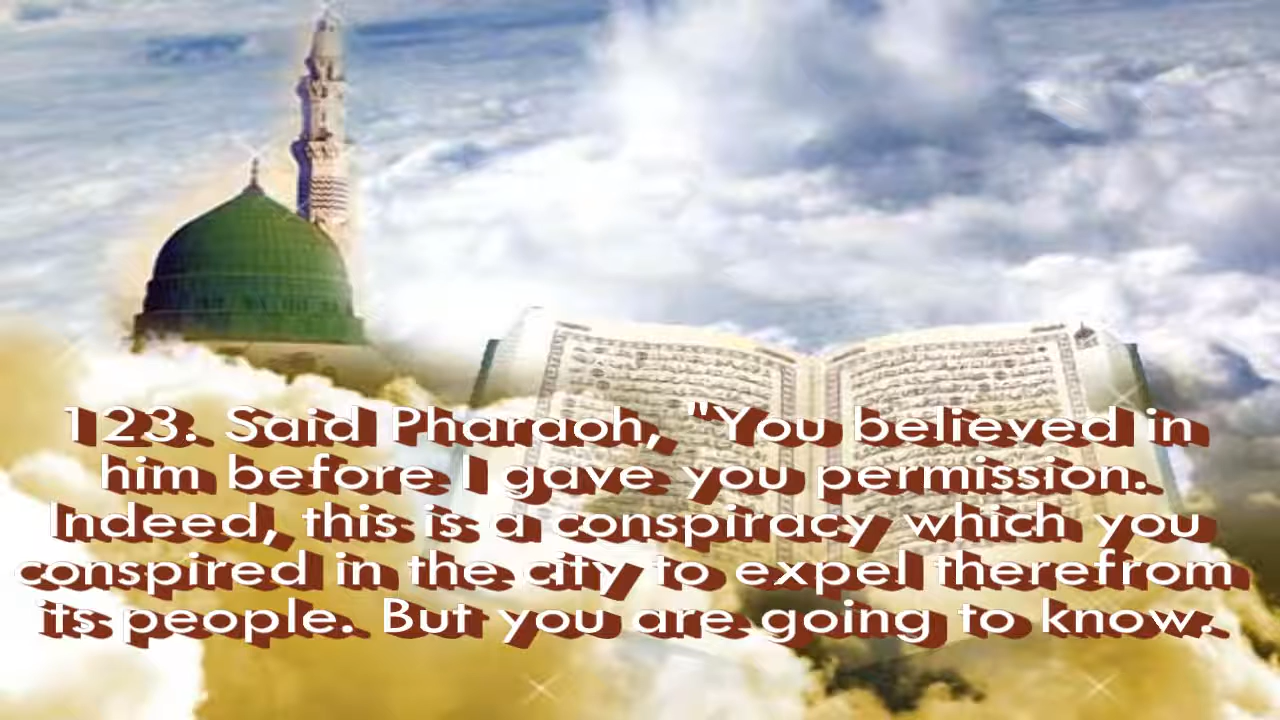 123. Said Pharaoh, "You believed in
him before I gave you permission.
Indeed, this is a conspiracy which you
conspired in the city to expel therefrom
its people. But you are going to know.